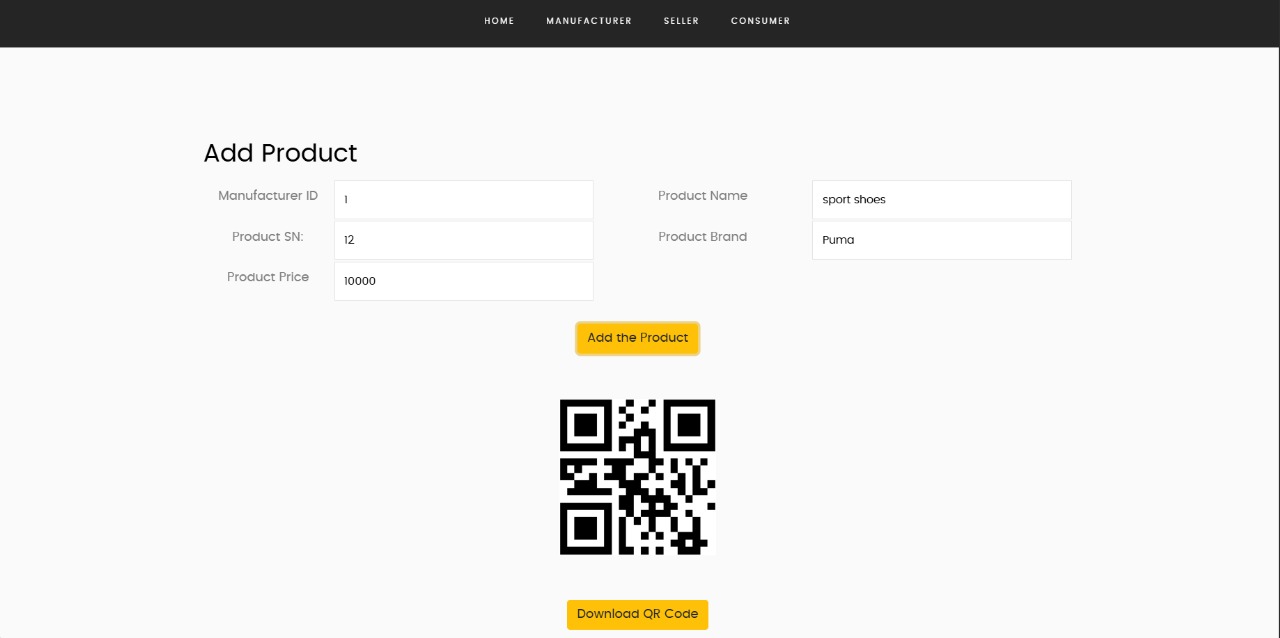 HOME MANUFACTURER SELLER CONSUMER
Add Product
Manufacturer ID 1 Product Name sport shoes
Product SN: 12 Product Brand Puma
Product Price 10000
Add the Product
Download QR Code